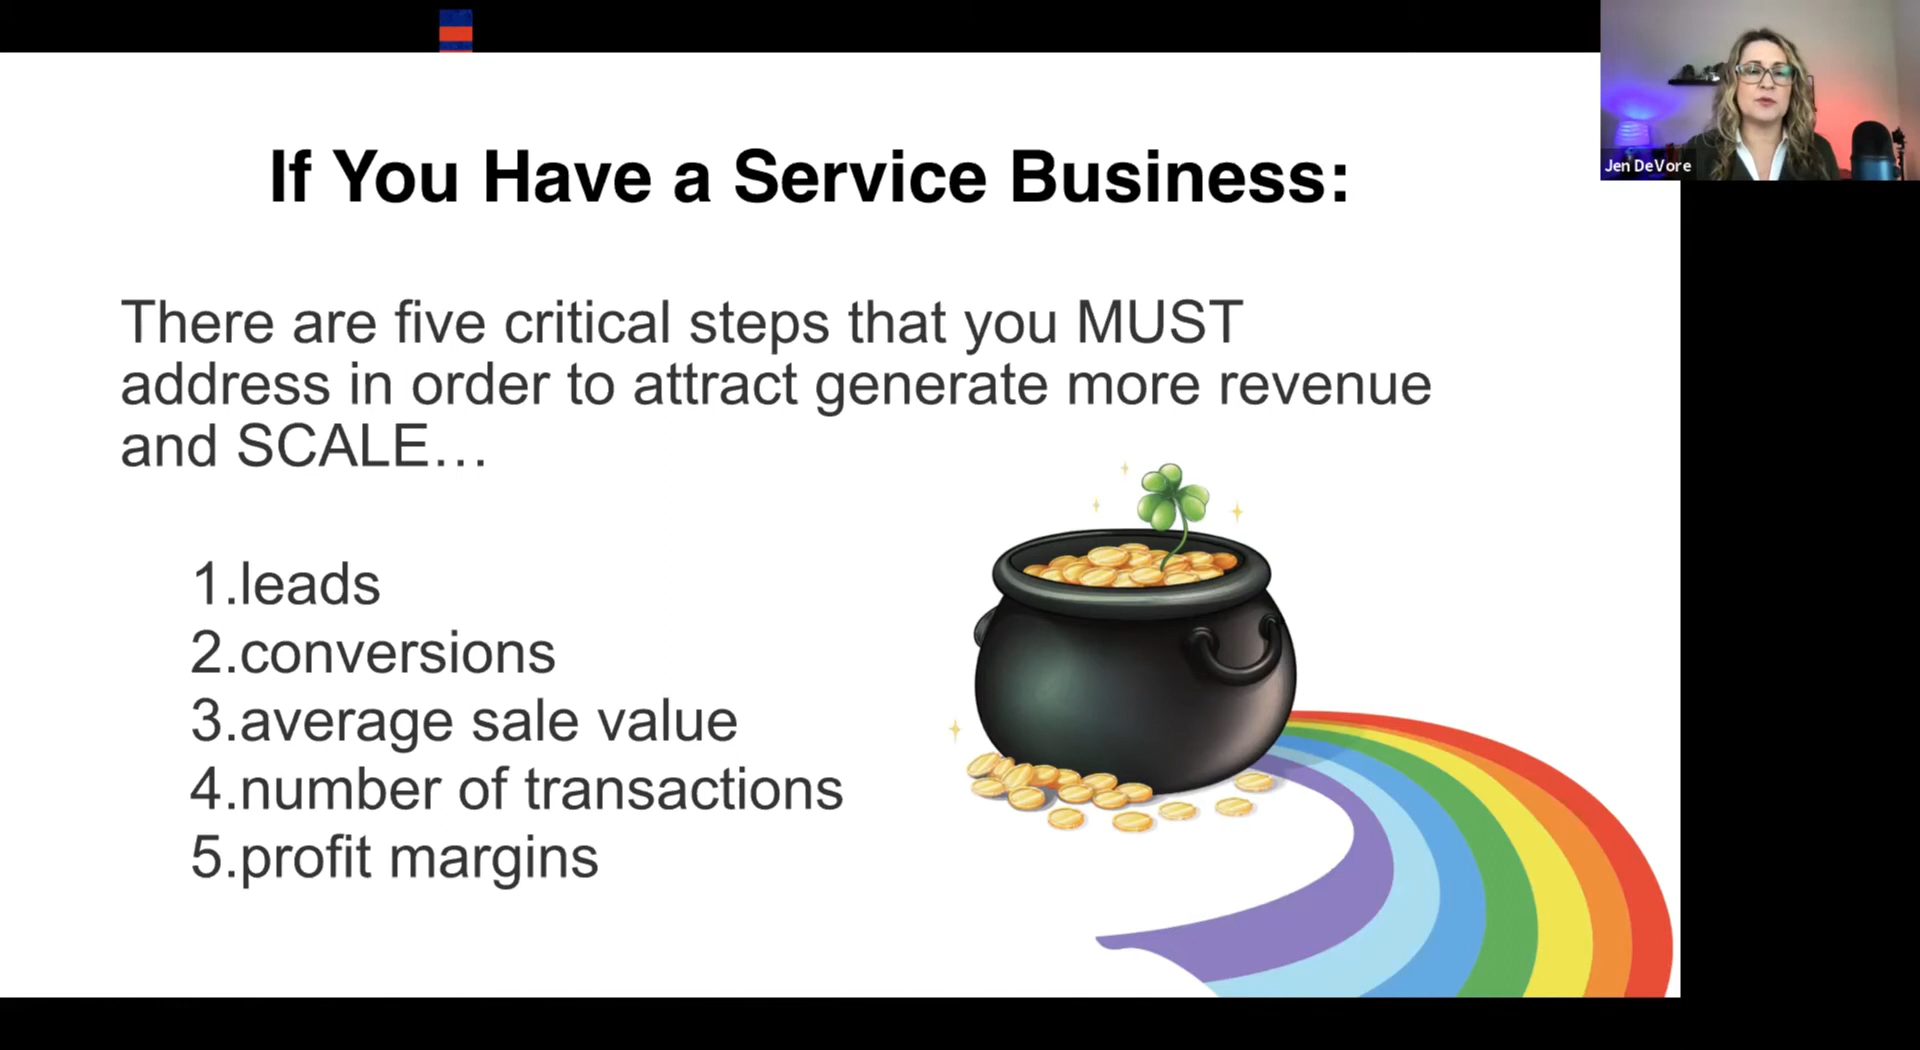 If You Have a Service Business:
Jen DeVore
There are five critical steps that you MUST
address in order to attract generate more revenue
and SCALE…
1.leads
2.conversions
3.average sale value
4.number of transactions
5.profit margins